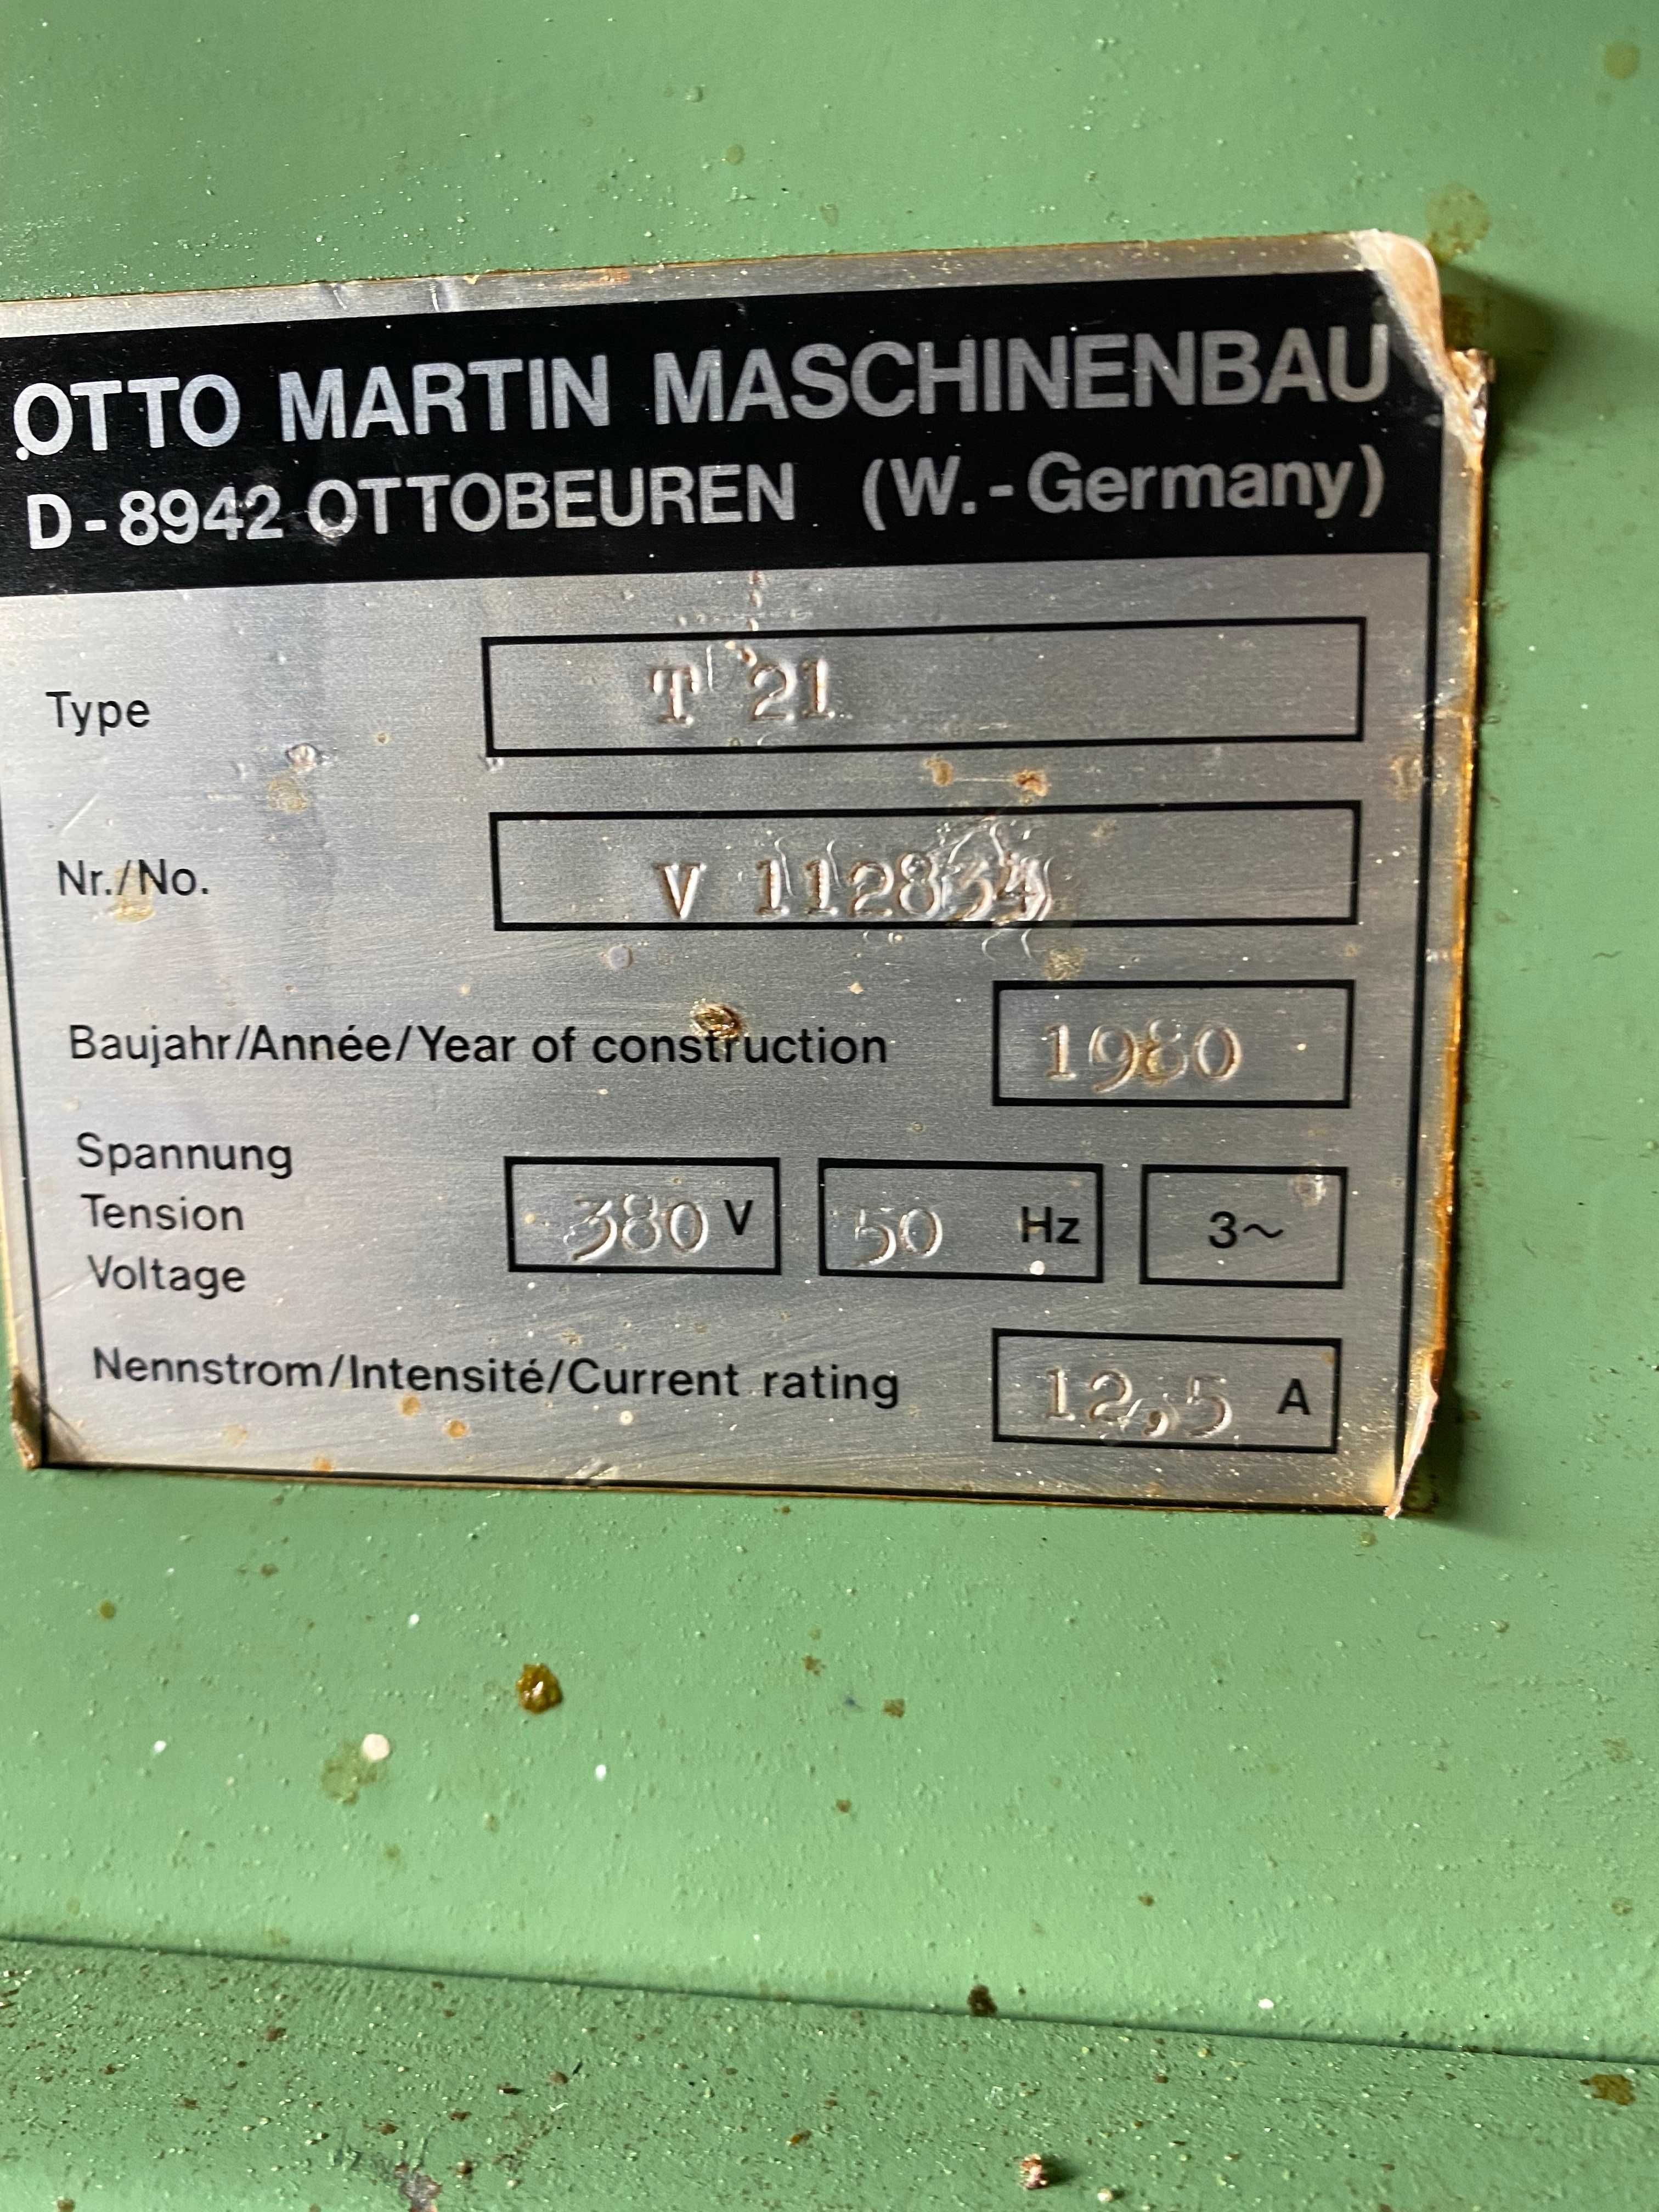 OTTO MARTIN MASCHINENBAU
D-8942 OTTOBEUREN (W.-Germany)
Type T 21
Nr./No. V 112834
Baujahr/Année/Year of construction 1980
Spannung
Tension 380 V 50 Hz 3~
Voltage
Nennstrom/Intensité/Current rating 12,5 A